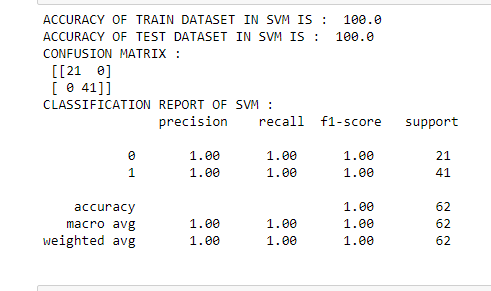 ACCURACY OF TRAIN DATASET IN SVM IS :  100.0
ACCURACY OF TEST DATASET IN SVM IS :  100.0
CONFUSION MATRIX :
[[21  0]
[ 0 41]]
CLASSIFICATION REPORT OF SVM :
precision    recall  f1-score   support
0       1.00      1.00      1.00        21
1       1.00      1.00      1.00        41
accuracy                           1.00        62
macro avg       1.00      1.00      1.00        62
weighted avg       1.00      1.00      1.00        62